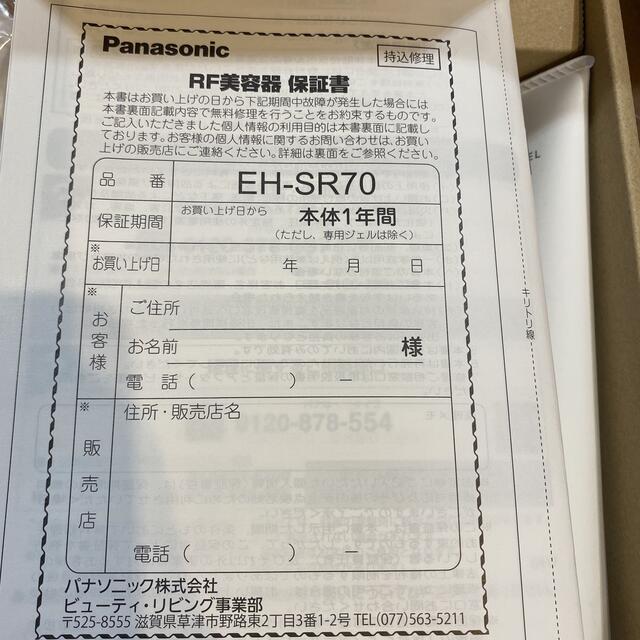 Panasonic
持込修理
RF美容器 保証書
本書はお買い上げの日から下記期間中故障が発生した場合には
本書裏面記載内容で無料修理を行うことをお約束するものです。
ご記入いただきました個人情報の利用目的は本書裏面に記載し
ております。お客様の個人情報に関するお問い合わせは、お買い
上げの販売店にご連絡ください。詳細は裏面をご参照ください。
品 番 EH-SR70
保証期間 お買い上げ日から 本体1年間
(ただし、専用ジェルは除く)
※お買い上げ日 年 月 日
※お客様
ご住所
お名前 様
電 話 ( ) ー
※販売店
住所・販売店名
電話 ( ) ー
パナソニック株式会社
ビューティ・リビング事業部
〒525-8555 滋賀県草津市野路東2丁目3番1-2号 TEL(077)563-5211
キリトリ線
0120-878-554